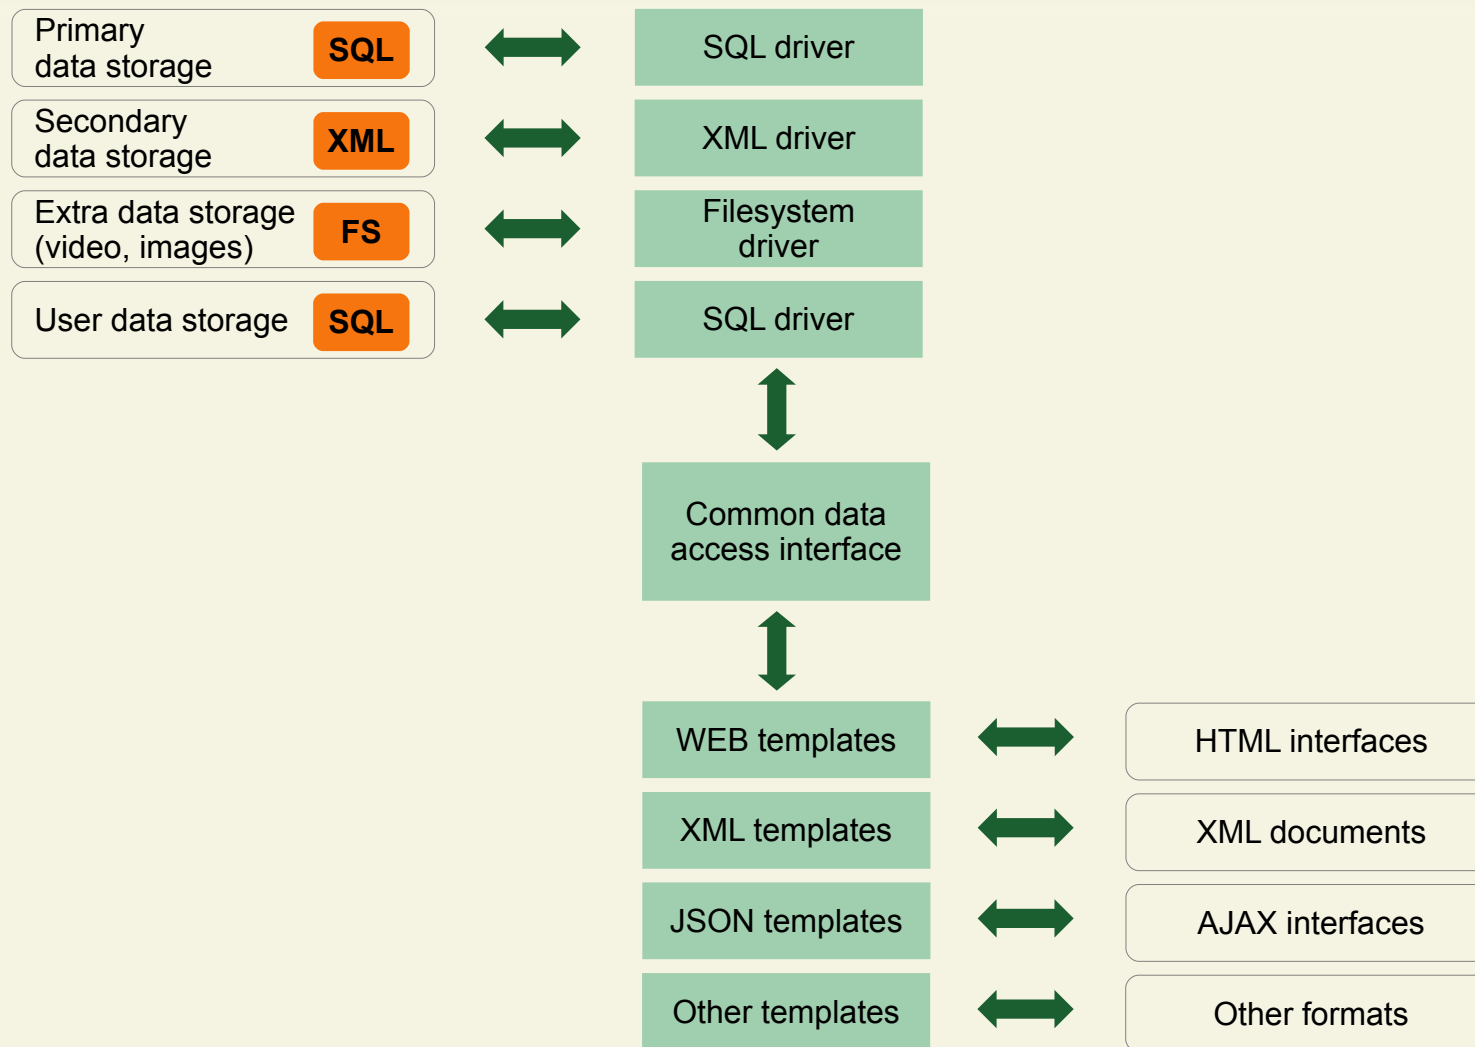 Primary
data storage
SQL
SQL driver
Secondary
data storage
XML
XML driver
Extra data storage
(video, images)
FS
Filesystem
driver
User data storage
SQL
SQL driver
Common data
access interface
WEB templates
HTML interfaces
XML templates
XML documents
JSON templates
AJAX interfaces
Other templates
Other formats